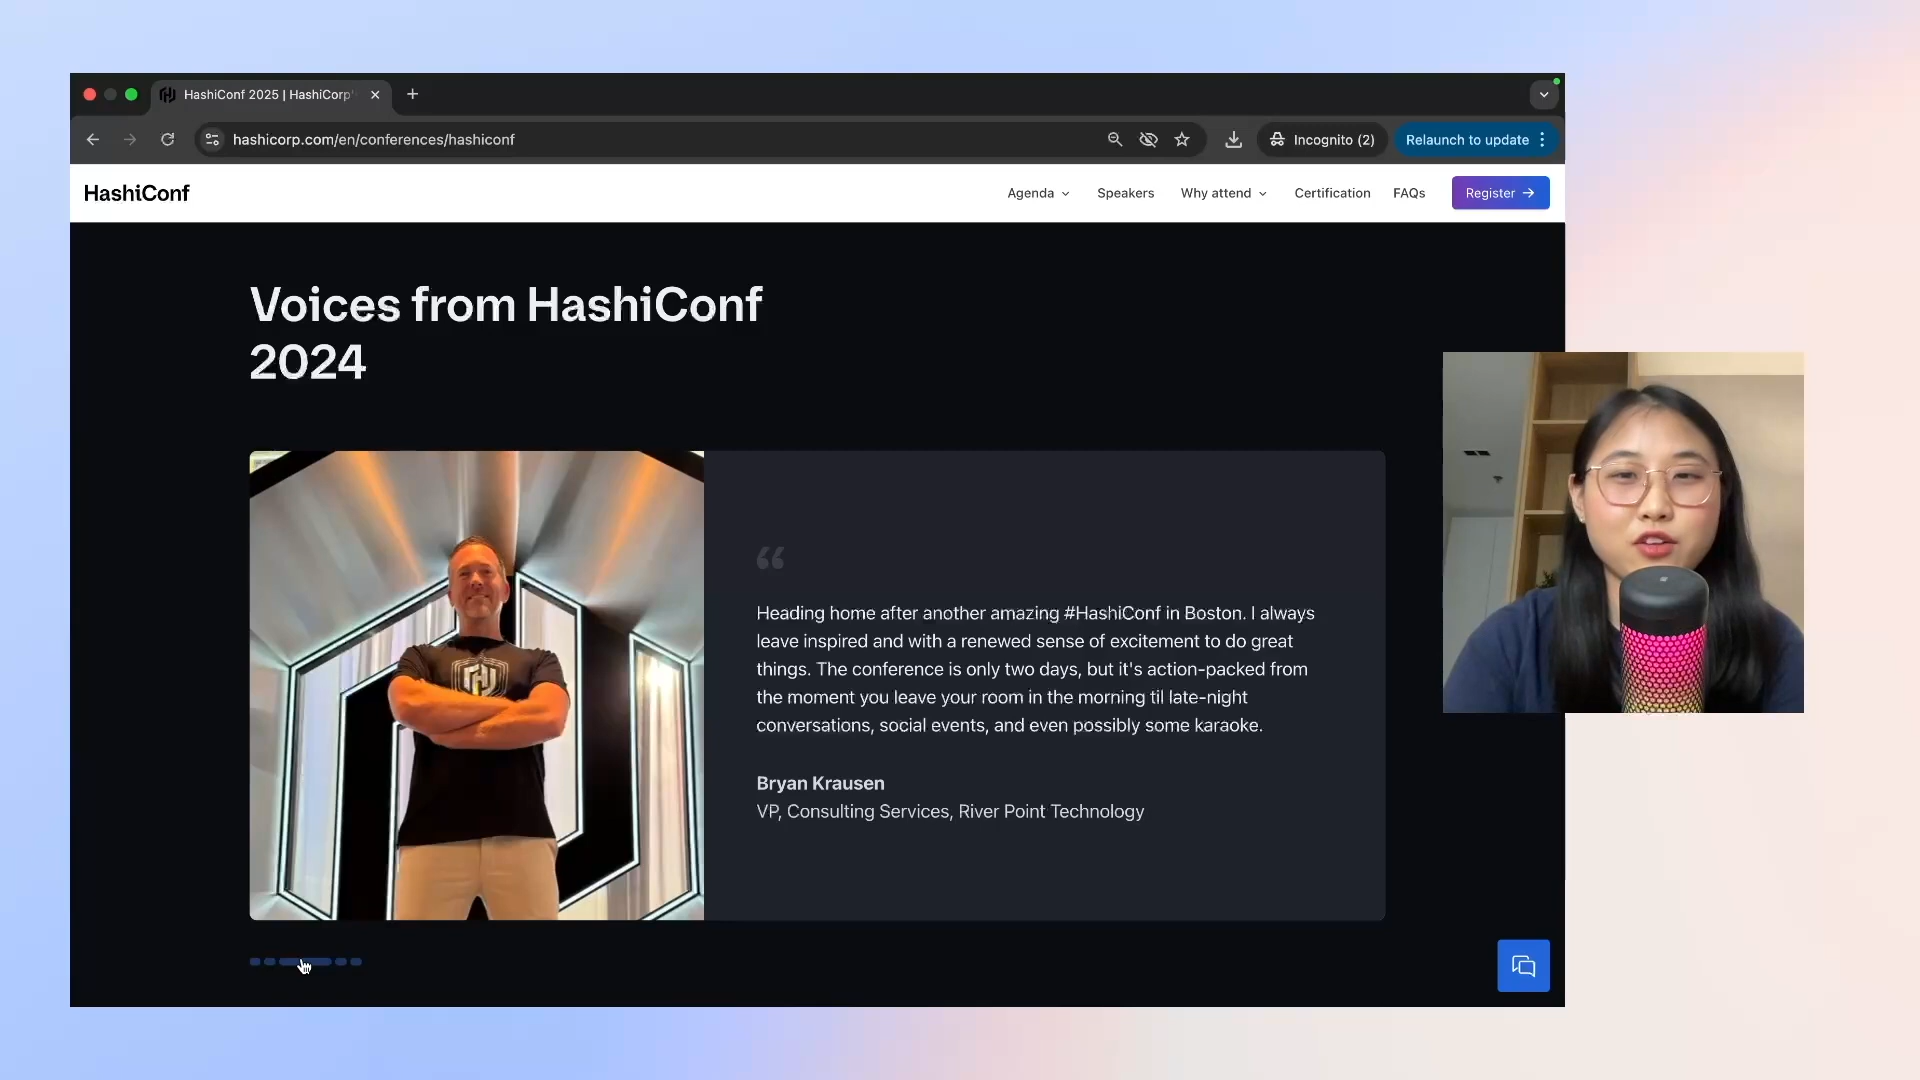 HashiConf 2025 | HashiCorp'
hashicorp.com/en/conferences/hashiconf
Incognito (2)
Relaunch to update
HashiConf
Agenda
Speakers
Why attend
Certification
FAQs
Register →
Voices from HashiConf
2024
“
Heading home after another amazing #HashiConf in Boston. I always
leave inspired and with a renewed sense of excitement to do great
things. The conference is only two days, but it's action-packed from
the moment you leave your room in the morning til late-night
conversations, social events, and even possibly some karaoke.
Bryan Krausen
VP, Consulting Services, River Point Technology